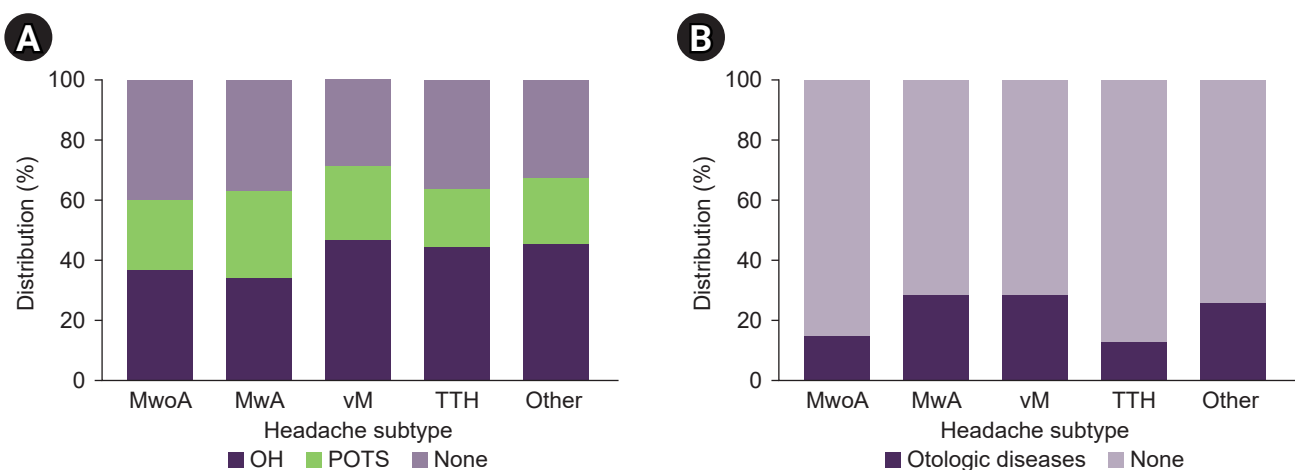 A
Distribution (%)
100
80
60
40
20
0
MwoA MwA vM TTH Other
Headache subtype
OH POTS None
B
Distribution (%)
100
80
60
40
20
0
MwoA MwA vM TTH Other
Headache subtype
Otologic diseases None